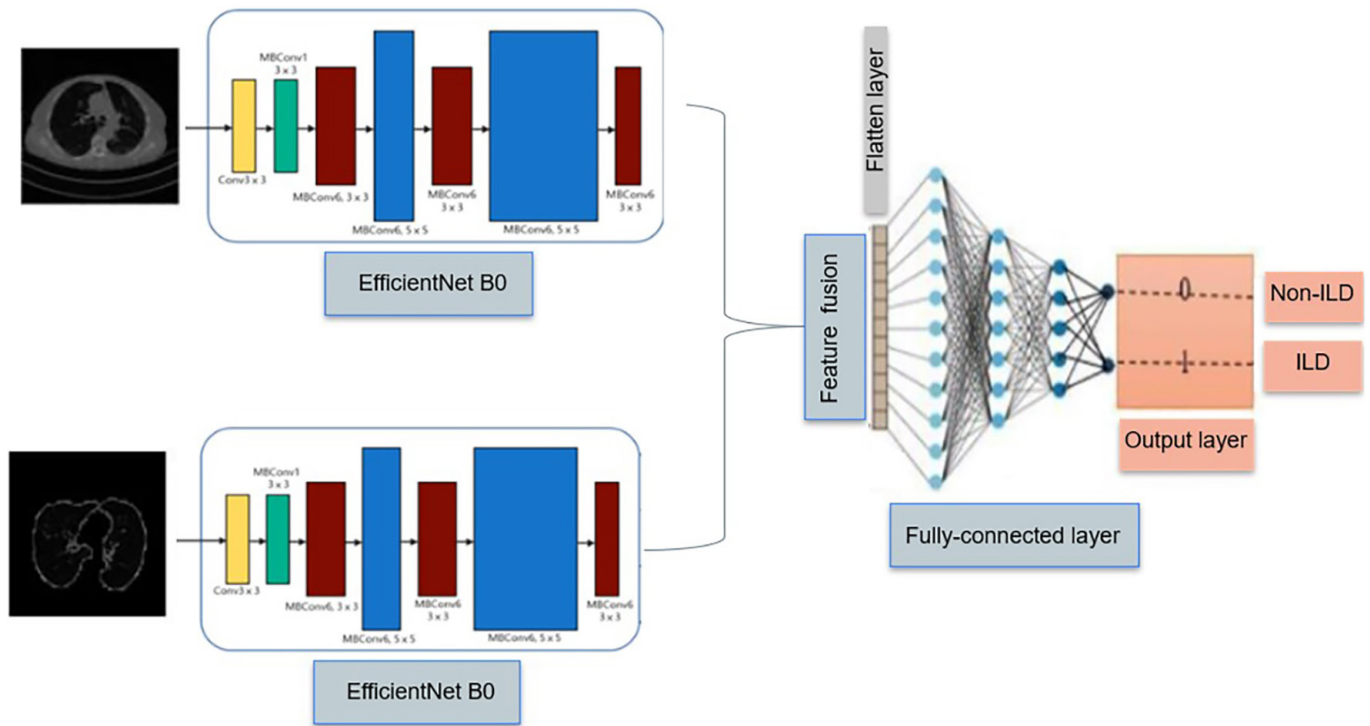 MBConv1
3 x 3
Conv3 x 3
MBConv6, 3 x 3
MBConv6, 5 x 5
MBConv6
3 x 3
MBConv6, 5 x 5
MBConv6
3 x 3
EfficientNet B0
MBConv1
3 x 3
Conv3 x 3
MBConv6, 3 x 3
MBConv6, 5 x 5
MBConv6
3 x 3
MBConv6, 5 x 5
MBConv6
3 x 3
EfficientNet B0
Feature fusion
Flatten layer
Fully-connected layer
0
1
Output layer
Non-ILD
ILD